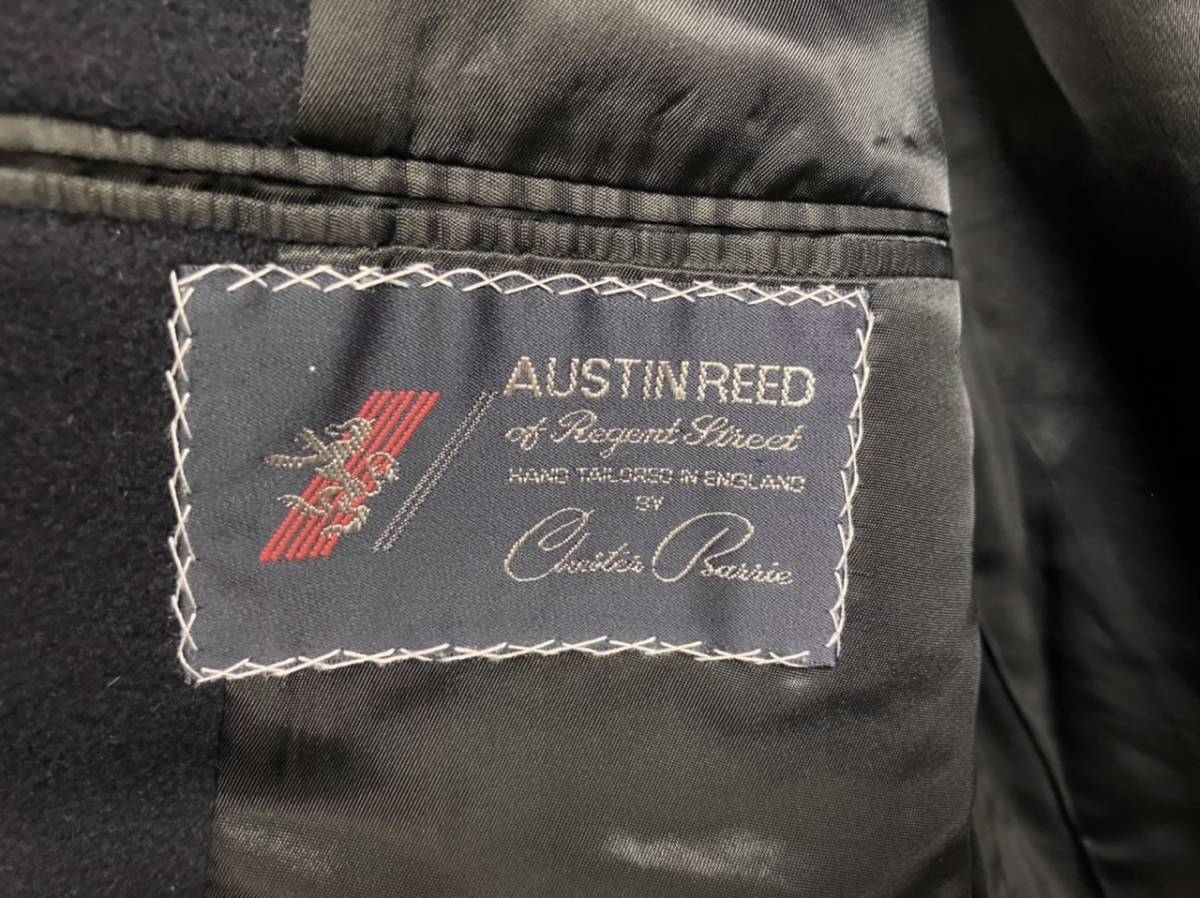 AUSTIN REED
of Regent Street
HAND TAILORED IN ENGLAND
BY
Chester Barrie